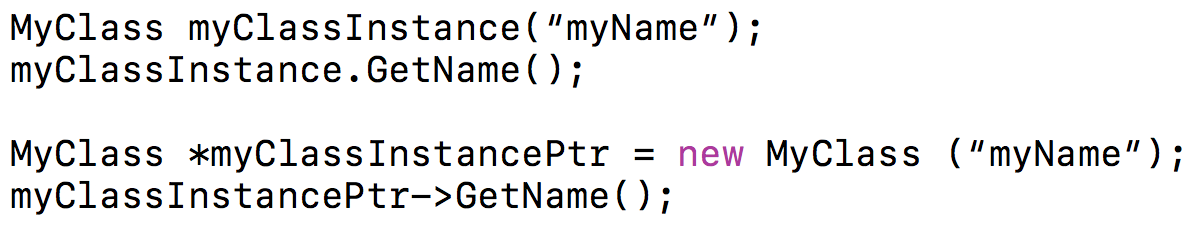 MyClass myClassInstance(“myName”);
myClassInstance.GetName();
MyClass *myClassInstancePtr = new MyClass (“myName”);
myClassInstancePtr->GetName();